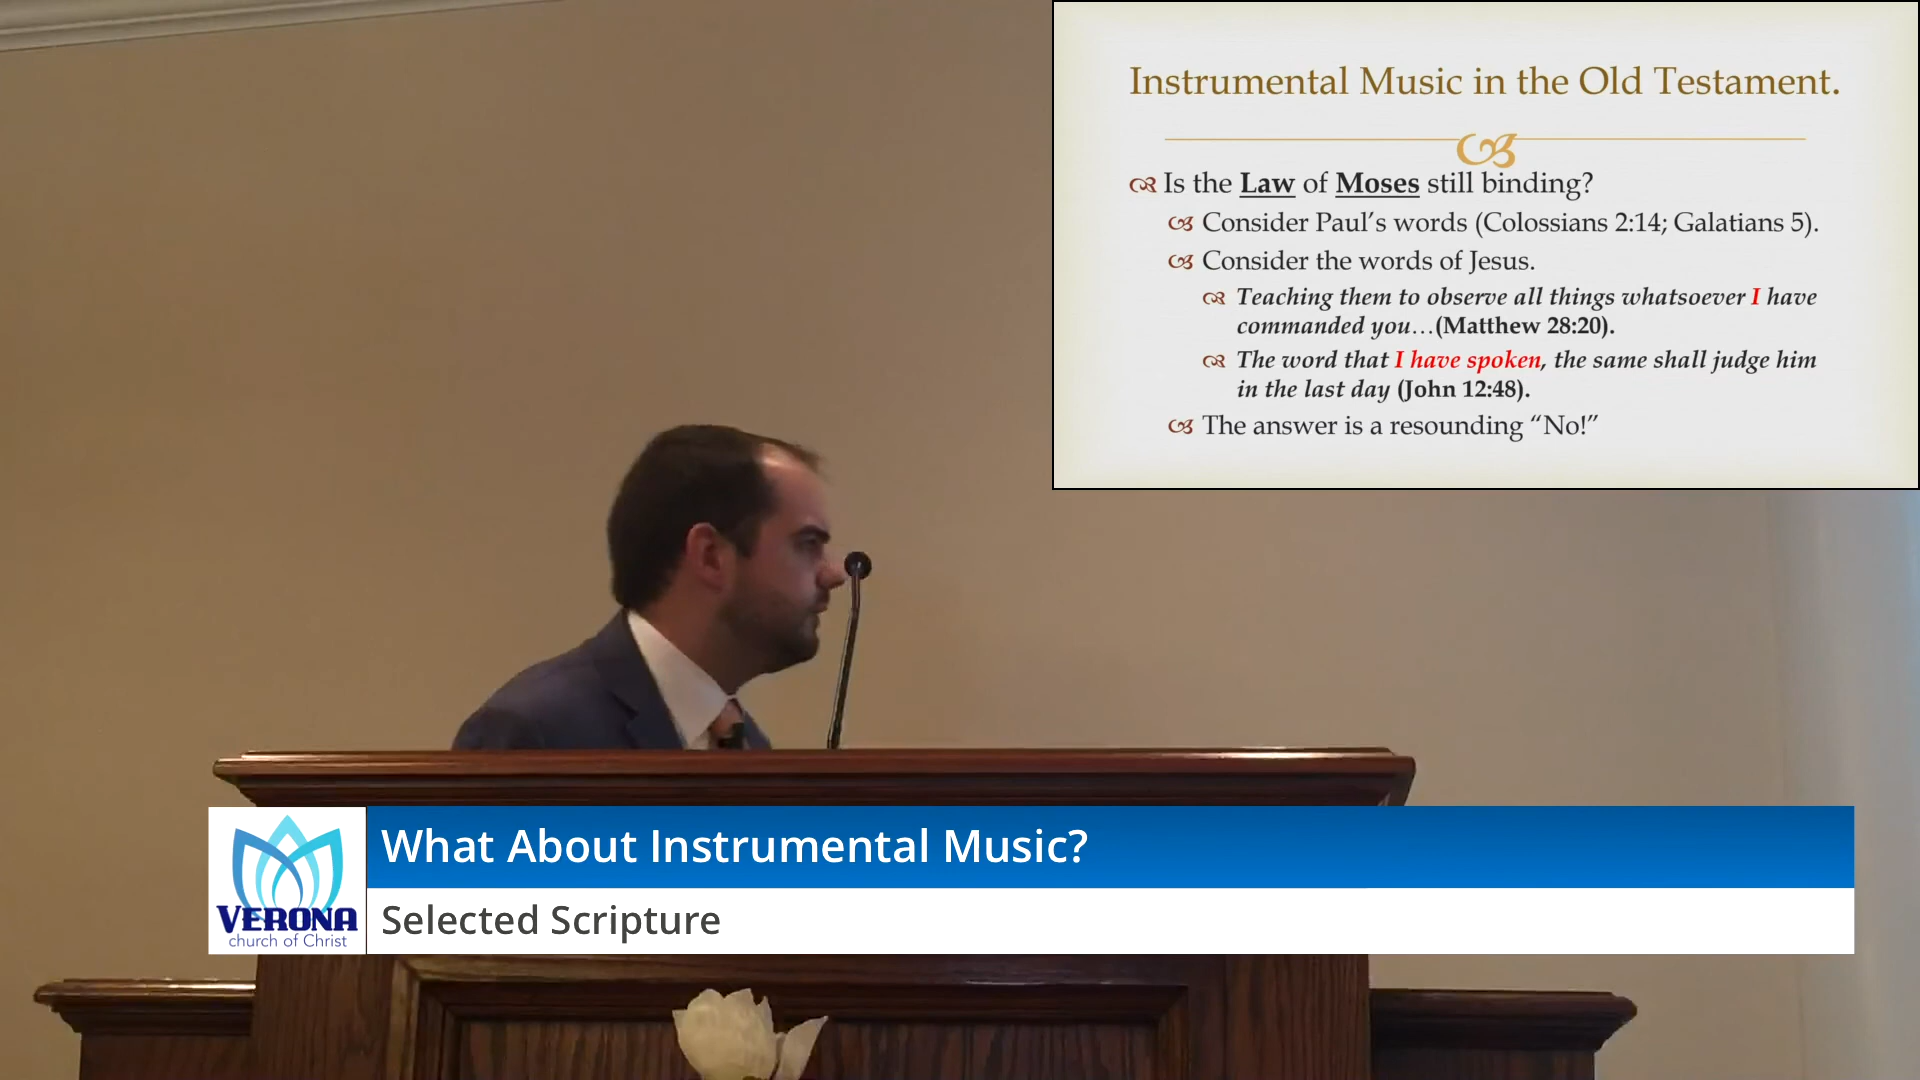 Instrumental Music in the Old Testament.
Is the Law of Moses still binding?
Consider Paul’s words (Colossians 2:14; Galatians 5).
Consider the words of Jesus.
Teaching them to observe all things whatsoever I have
commanded you…(Matthew 28:20).
The word that I have spoken, the same shall judge him
in the last day (John 12:48).
The answer is a resounding “No!”
What About Instrumental Music?
Selected Scripture
VERONA
church of Christ